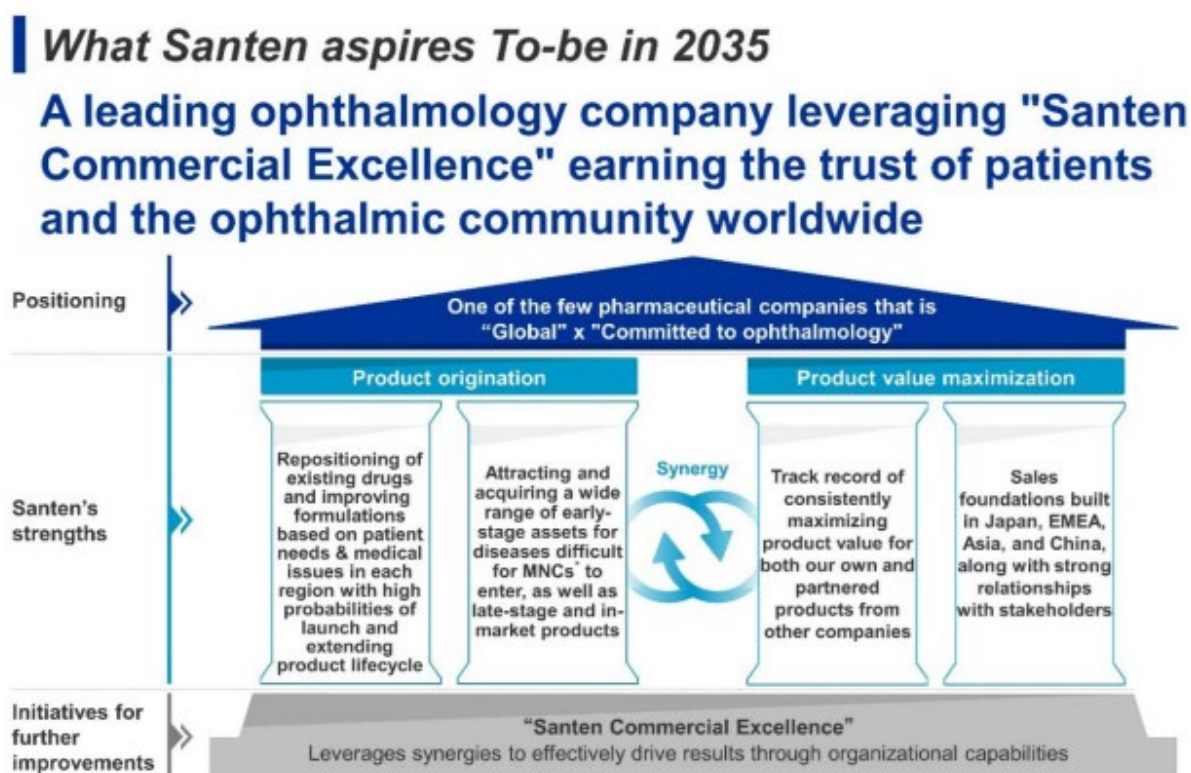 What Santen aspires To-be in 2035
A leading ophthalmology company leveraging "Santen
Commercial Excellence" earning the trust of patients
and the ophthalmic community worldwide
Positioning
One of the few pharmaceutical companies that is
“Global” x "Committed to ophthalmology"
Santen's
strengths
Product origination
Repositioning of
existing drugs
and improving
formulations
based on patient
needs & medical
issues in each
region with high
probabilities of
launch and
extending
product lifecycle
Attracting and
acquiring a wide
range of early-
stage assets for
diseases difficult
for MNCs* to
enter, as well as
late-stage and in-
market products
Synergy
Product value maximization
Track record of
consistently
maximizing
product value for
both our own and
partnered
products from
other companies
Sales
foundations built
in Japan, EMEA,
Asia, and China,
along with strong
relationships
with stakeholders
Initiatives for
further
improvements
“Santen Commercial Excellence”
Leverages synergies to effectively drive results through organizational capabilities